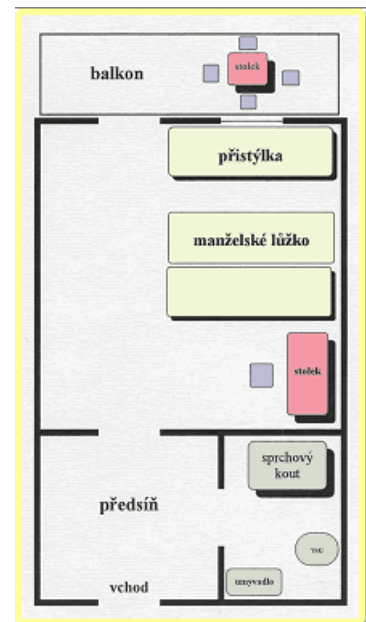 balkon
stolek
přistýlka
manželské lůžko
stolek
sprchový
kout
předsíň
wc
umyvadlo
vchod